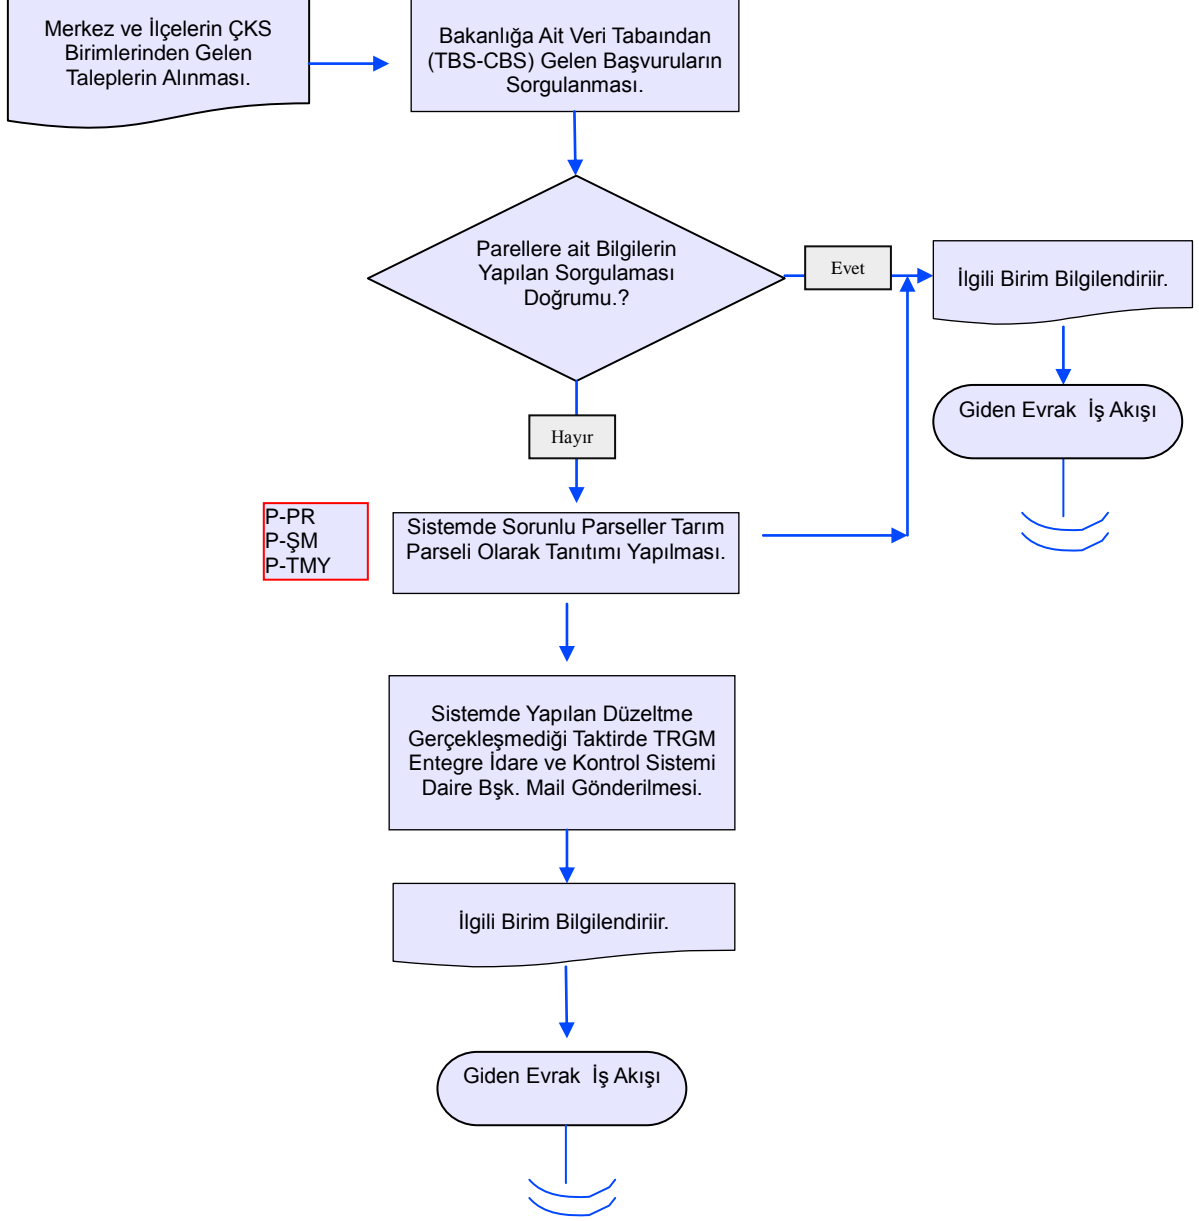 Merkez ve İlçelerin ÇKS
Birimlerinden Gelen
Taleplerin Alınması.
Bakanlığa Ait Veri Tabaından
(TBS-CBS) Gelen Başvuruların
Sorgulanması.
Parellere ait Bilgilerin
Yapılan Sorgulaması
Doğrumu.?
Evet
İlgili Birim Bilgilendiriir.
Giden Evrak İş Akışı
Hayır
P-PR
P-ŞM
P-TMY
Sistemde Sorunlu Parseller Tarım
Parseli Olarak Tanıtımı Yapılması.
Sistemde Yapılan Düzeltme
Gerçekleşmediği Taktirde TRGM
Entegre İdare ve Kontrol Sistemi
Daire Bşk. Mail Gönderilmesi.
İlgili Birim Bilgilendiriir.
Giden Evrak İş Akışı